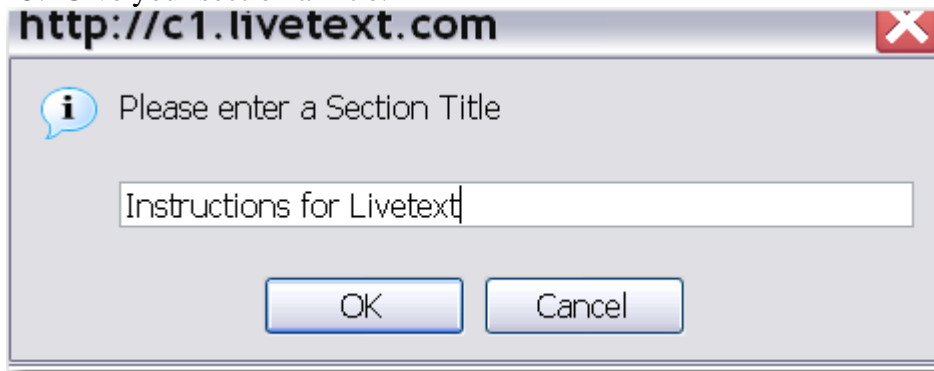 http://c1.livetext.com
Please enter a Section Title
Instructions for Livetext
OK
Cancel